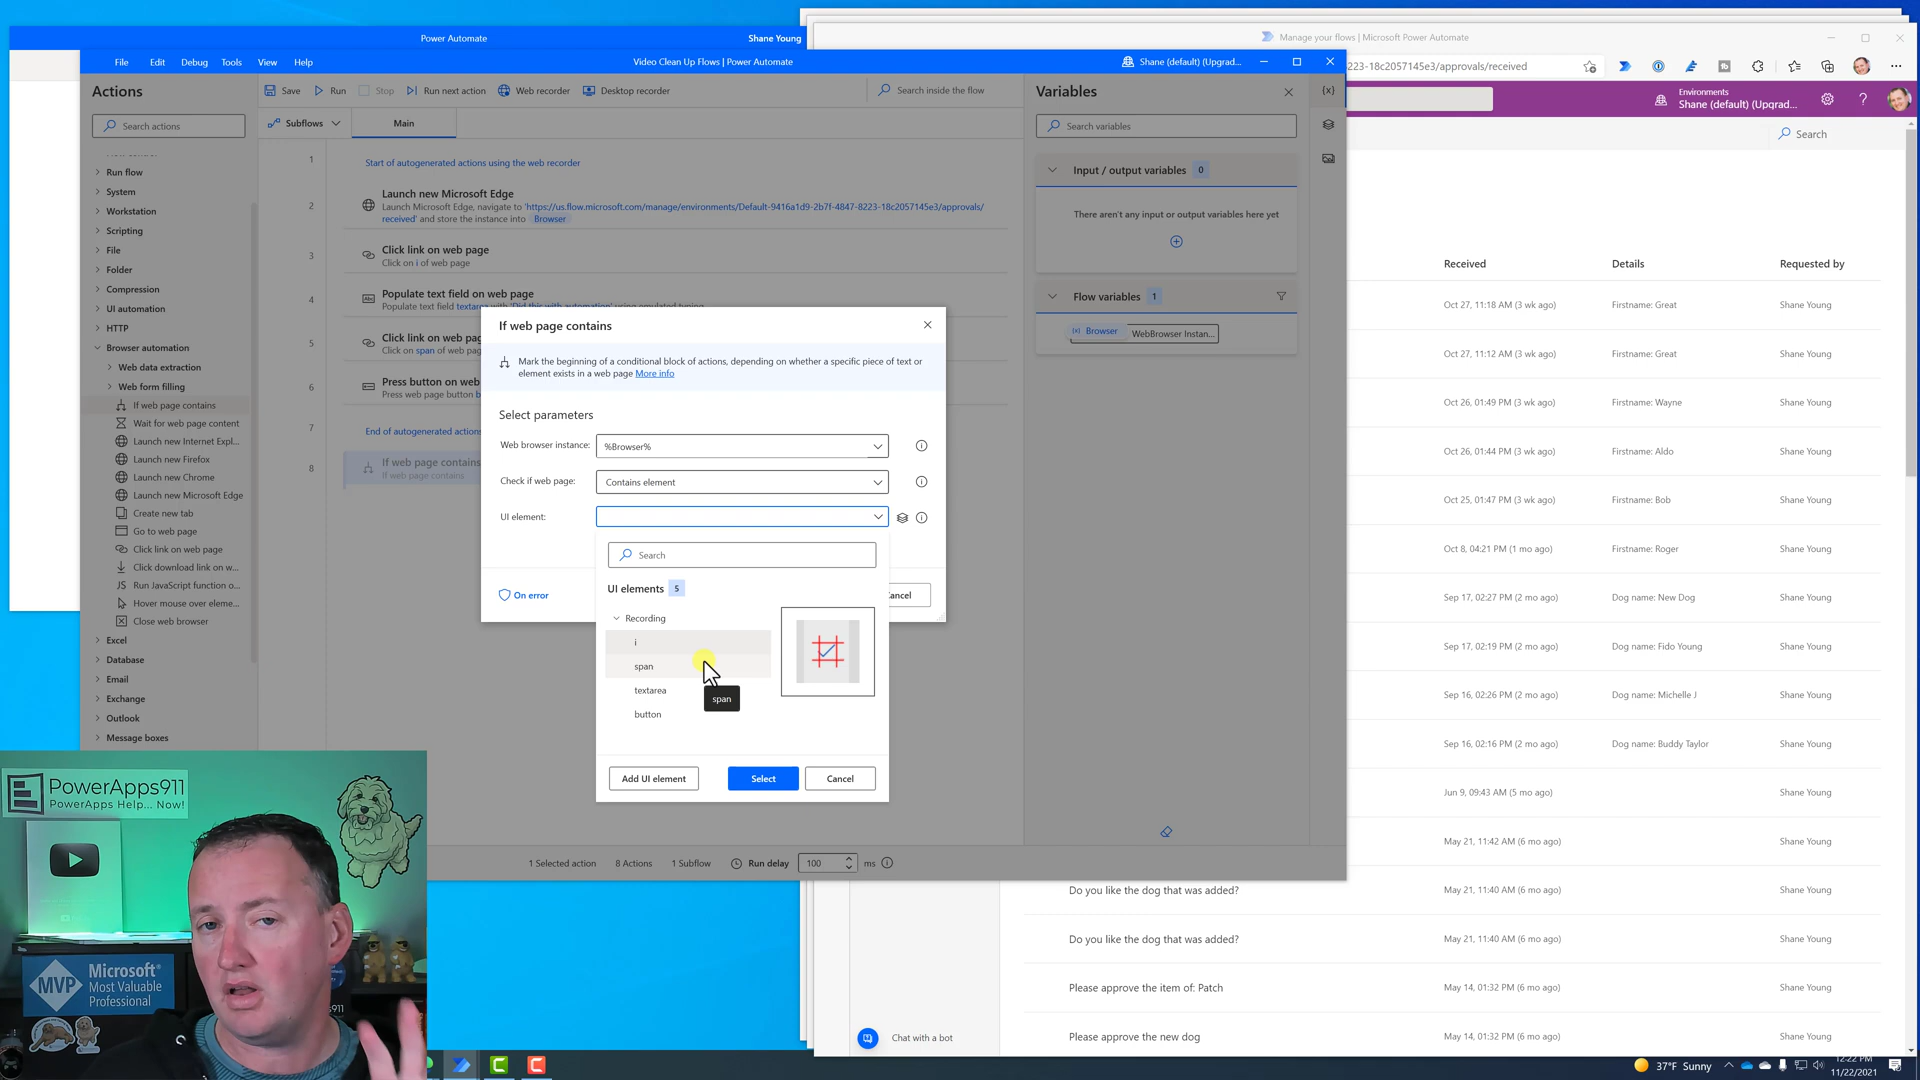 Power Automate
Shane Young
Manage your flows | Microsoft Power Automate
File Edit Debug View Tools Help
Video Clean Up Flows | Power Automate
Shane (default) (Upgrad...
223-18c2057145e3/approvals/received
Environments
Shane (default) (Upgrad...
Search
Actions
Search actions
Run flow
System
Workstation
Scripting
File
Folder
Compression
UI automation
HTTP
Browser automation
Web data extraction
Web form filling
If web page contains
Wait for web page content
Launch new Internet Expl...
Launch new Firefox
Launch new Chrome
Launch new Microsoft Edge
Create new tab
Go to web page
Click link on web page
Click download link on w...
Run JavaScript function o...
Hover mouse over eleme...
Close web browser
Excel
Database
Email
Exchange
Outlook
Message boxes
Save Run Stop Run next action Web recorder Desktop recorder
Search inside the flow
Subflows
Main
1
Start of autogenerated actions using the web recorder
2
Launch new Microsoft Edge
Launch Microsoft Edge, navigate to 'https://us.flow.microsoft.com/manage/environments/Default-9416a1d9-2b7f-4847-8223-18c2057145e3/approvals/
received' and store the instance into Browser
3
Click link on web page
Click on i of web page
4
Populate text field on web page
Populate text field textarea with 'Did this with automation' using emulated typing
5
Click link on web
Click on span of web pag
6
Press button on web
Press web page button b
7
End of autogenerated actions
8
If web page contains
If web page contains
Variables
{x}
Search variables
Input / output variables 0
There aren't any input or output variables here yet
Flow variables 1
(x) Browser WebBrowser Instan...
If web page contains
Mark the beginning of a conditional block of actions, depending on whether a specific piece of text or
element exists in a web page More info
Select parameters
Web browser instance: %Browser%
Check if web page: Contains element
UI element:
Search
UI elements 5
Recording
i
span
textarea
span
button
Add UI element Select Cancel
On error
Cancel
1 Selected action 8 Actions 1 Subflow Run delay 100 ms
Received Details Requested by
Oct 27, 11:18 AM (3 wk ago) Firstname: Great Shane Young
Oct 27, 11:12 AM (3 wk ago) Firstname: Great Shane Young
Oct 26, 01:49 PM (3 wk ago) Firstname: Wayne Shane Young
Oct 26, 01:44 PM (3 wk ago) Firstname: Aldo Shane Young
Oct 25, 01:47 PM (3 wk ago) Firstname: Bob Shane Young
Oct 8, 04:21 PM (1 mo ago) Firstname: Roger Shane Young
Sep 17, 02:27 PM (2 mo ago) Dog name: New Dog Shane Young
Sep 17, 02:19 PM (2 mo ago) Dog name: Fido Young Shane Young
Sep 16, 02:26 PM (2 mo ago) Dog name: Michelle J Shane Young
Sep 16, 02:16 PM (2 mo ago) Dog name: Buddy Taylor Shane Young
Jun 9, 09:43 AM (5 mo ago) Shane Young
May 21, 11:42 AM (6 mo ago) Shane Young
Do you like the dog that was added? May 21, 11:40 AM (6 mo ago) Shane Young
Do you like the dog that was added? May 21, 11:40 AM (6 mo ago) Shane Young
Please approve the item of: Patch May 14, 01:32 PM (6 mo ago) Shane Young
Please approve the new dog May 14, 01:32 PM (6 mo ago) Shane Young
Chat with a bot
PowerApps911
PowerApps Help... Now!
MVP
Microsoft®
Most Valuable
Professional
911
37°F Sunny
12:22 PM
11/22/2021